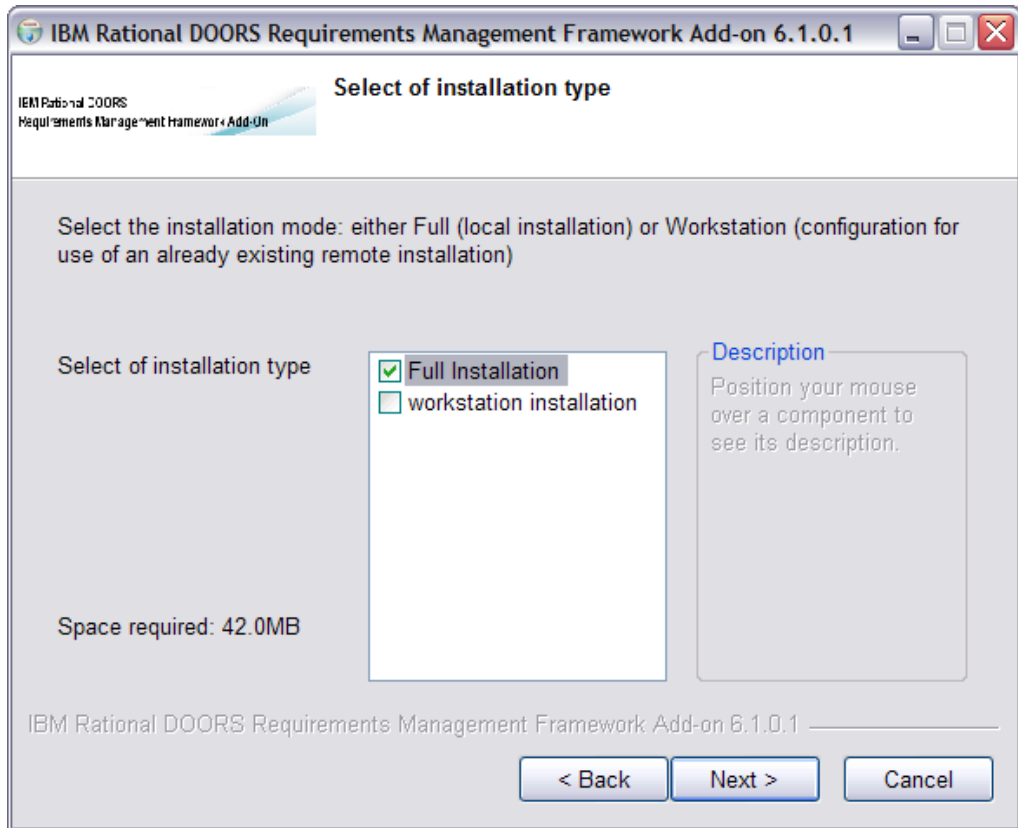 IBM Rational DOORS Requirements Management Framework Add-on 6.1.0.1
IBM Rational DOORS
Requirements Management Framework Add-On
Select of installation type
Select the installation mode: either Full (local installation) or Workstation (configuration for
use of an already existing remote installation)
Select of installation type
Full Installation
workstation installation
Description
Position your mouse
over a component to
see its description.
Space required: 42.0MB
IBM Rational DOORS Requirements Management Framework Add-on 6.1.0.1
< Back
Next >
Cancel